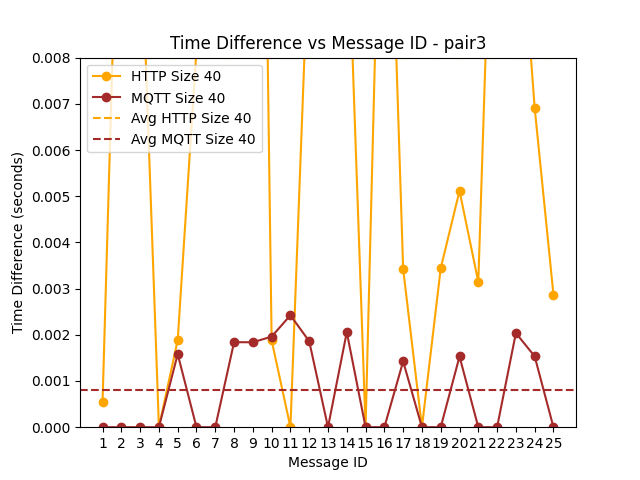 Time Difference vs Message ID - pair3
0.008
0.007
0.006
0.005
0.004
0.003
0.002
0.001
0.000
Time Difference (seconds)
HTTP Size 40
MQTT Size 40
Avg HTTP Size 40
Avg MQTT Size 40
1 2 3 4 5 6 7 8 9 10 11 12 13 14 15 16 17 18 19 20 21 22 23 24 25
Message ID